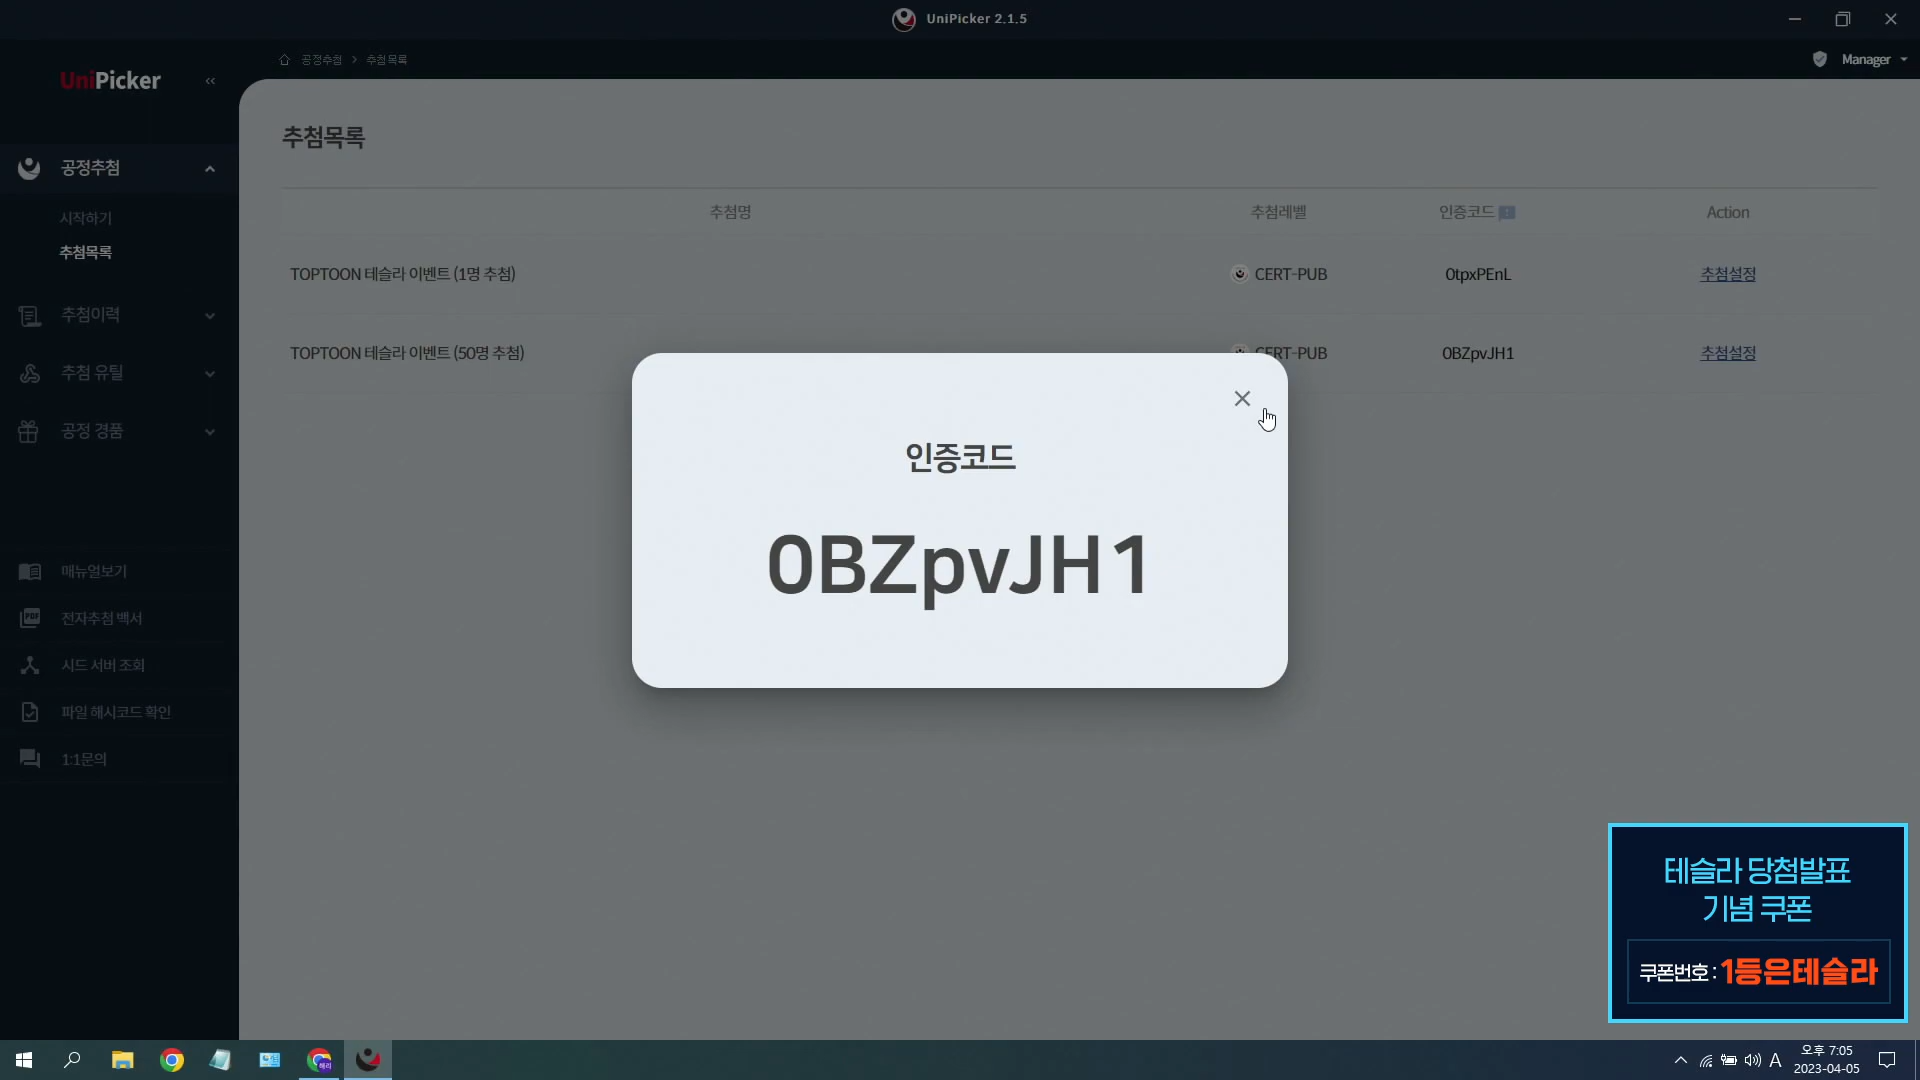 UniPicker 2.1.5
UniPicker
공정추첨
추첨목록
Manager
공정추첨
시작하기
추첨목록
추첨이력
추첨 유틸
공정 경품
매뉴얼보기
전자추첨 백서
시드 서버 조회
파일 해시코드 확인
1:1문의
추첨목록
추첨명 추첨레벨 인증코드 Action
TOPTOON 테슬라 이벤트 (1명 추첨) CERT-PUB 0tpxPEnL 추첨설정
TOPTOON 테슬라 이벤트 (50명 추첨) CERT-PUB 0BZpvJH1 추첨설정
인증코드
0BZpvJH1
테슬라 당첨발표
기념 쿠폰
쿠폰번호 : 1등은테슬라
A
오후 7:05
2023-04-05